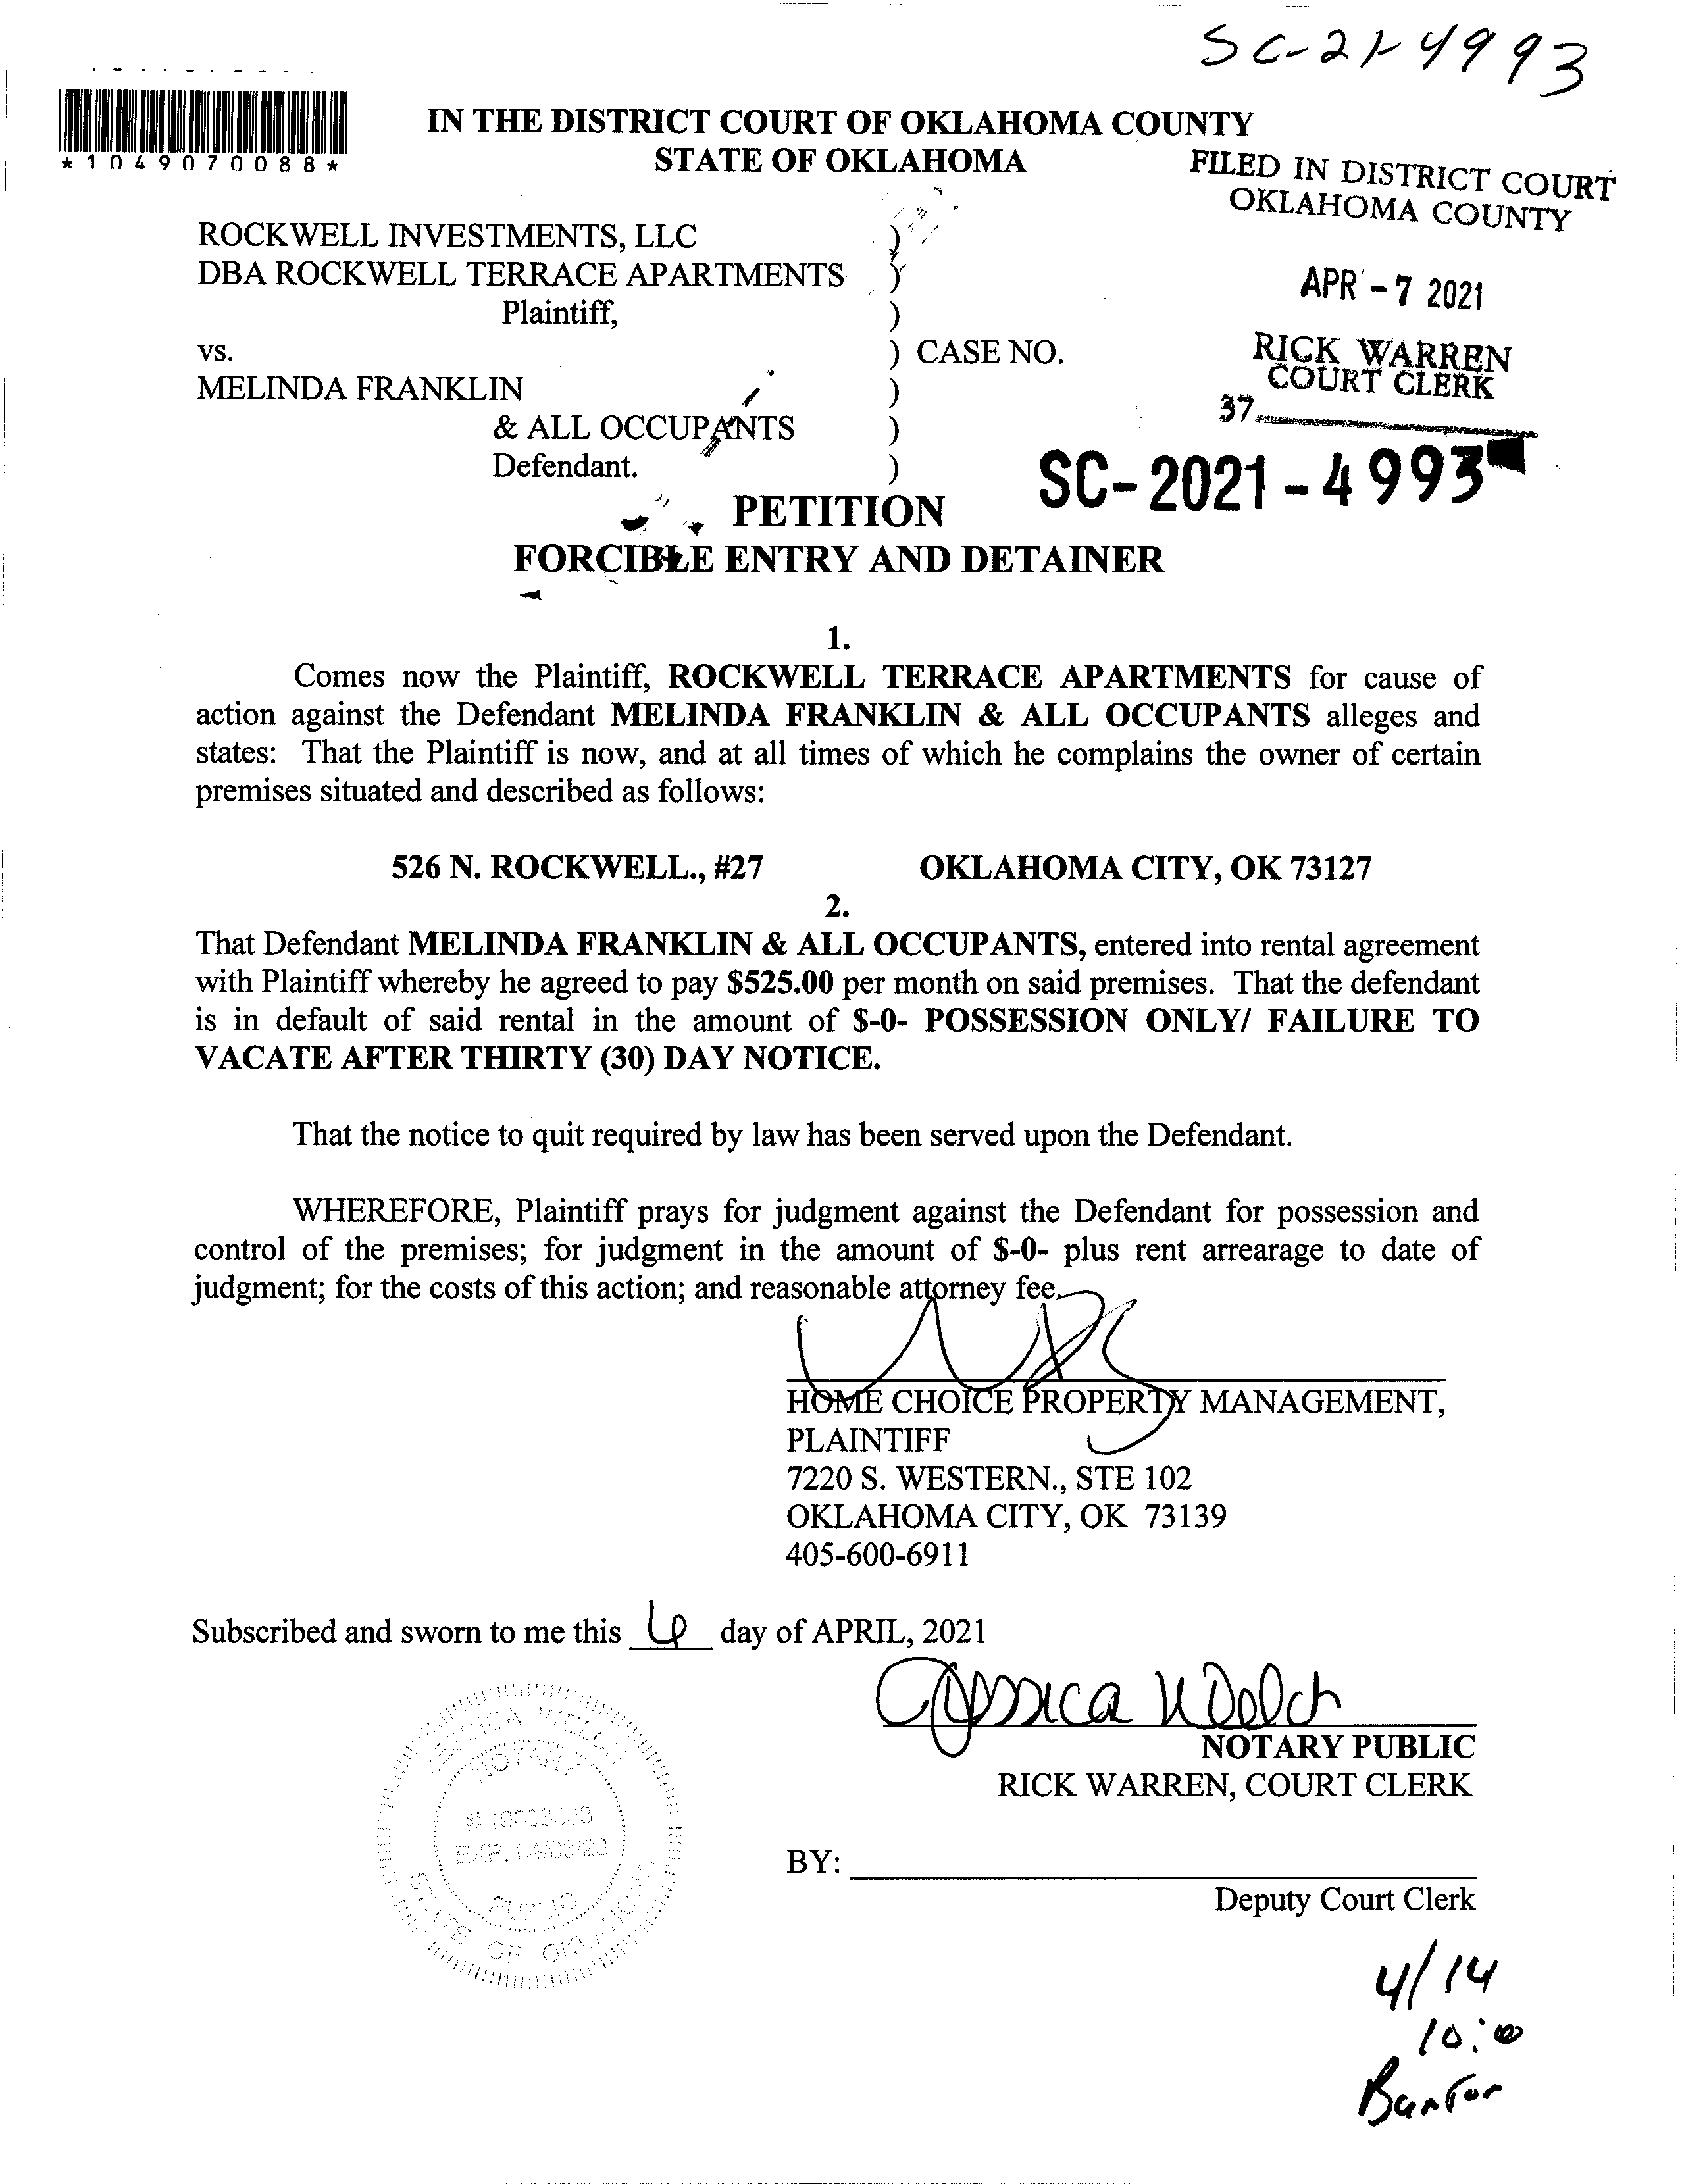 SC-21-4993
*1049070088*
IN THE DISTRICT COURT OF OKLAHOMA COUNTY
STATE OF OKLAHOMA
FILED IN DISTRICT COURT
OKLAHOMA COUNTY
ROCKWELL INVESTMENTS, LLC )
DBA ROCKWELL TERRACE APARTMENTS )
APR -7 2021
Plaintiff, )
vs. ) CASE NO.
RICK WARREN
COURT CLERK
MELINDA FRANKLIN )
37
& ALL OCCUPANTS )
Defendant. )
SC-2021-4993
PETITION
FORCIBLE ENTRY AND DETAINER
1.
Comes now the Plaintiff, ROCKWELL TERRACE APARTMENTS for cause of
action against the Defendant MELINDA FRANKLIN & ALL OCCUPANTS alleges and
states: That the Plaintiff is now, and at all times of which he complains the owner of certain
premises situated and described as follows:
526 N. ROCKWELL., #27 OKLAHOMA CITY, OK 73127
2.
That Defendant MELINDA FRANKLIN & ALL OCCUPANTS, entered into rental agreement
with Plaintiff whereby he agreed to pay $525.00 per month on said premises. That the defendant
is in default of said rental in the amount of $-0- POSSESSION ONLY/ FAILURE TO
VACATE AFTER THIRTY (30) DAY NOTICE.
That the notice to quit required by law has been served upon the Defendant.
WHEREFORE, Plaintiff prays for judgment against the Defendant for possession and
control of the premises; for judgment in the amount of $-0- plus rent arrearage to date of
judgment; for the costs of this action; and reasonable attorney fee.
HOME CHOICE PROPERTY MANAGEMENT,
PLAINTIFF
7220 S. WESTERN., STE 102
OKLAHOMA CITY, OK 73139
405-600-6911
Subscribed and sworn to me this 6 day of APRIL, 2021
Jessica Welch
NOTARY PUBLIC
RICK WARREN, COURT CLERK
JESSICA WELCH
NOTARY
PUBLIC
STATE OF OKLAHOMA
BY:
Deputy Court Clerk
4/14
10:00